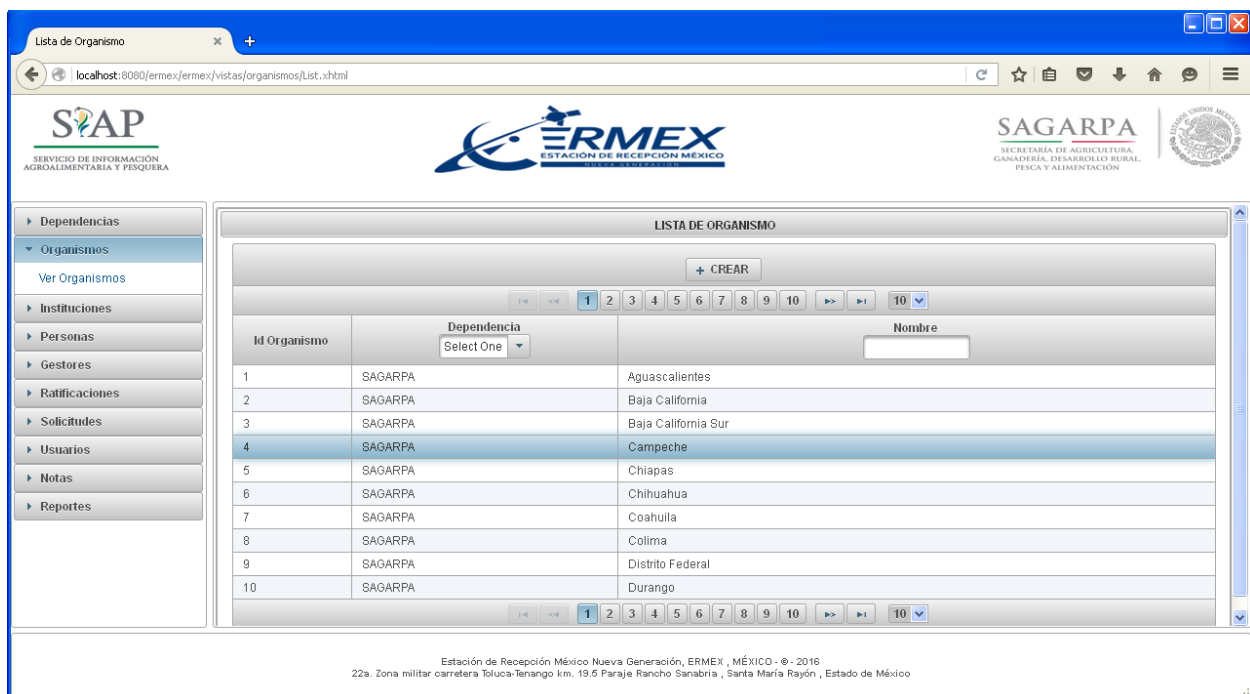 Lista de Organismo
localhost:8080/ermex/ermex/vistas/organismos/List.xhtml
SIAP
SERVICIO DE INFORMACIÓN
AGROALIMENTARIA Y PESQUERA
ERMEX
ESTACIÓN DE RECEPCIÓN MÉXICO
NUEVA GENERACIÓN
SAGARPA
SECRETARÍA DE AGRICULTURA,
GANADERÍA, DESARROLLO RURAL,
PESCA Y ALIMENTACIÓN
Dependencias
Organismos
Ver Organismos
Instituciones
Personas
Gestores
Ratificaciones
Solicitudes
Usuarios
Notas
Reportes
LISTA DE ORGANISMO
+ CREAR
1 2 3 4 5 6 7 8 9 10 10
Id Organismo Dependencia Nombre
Select One
1 SAGARPA Aguascalientes
2 SAGARPA Baja California
3 SAGARPA Baja California Sur
4 SAGARPA Campeche
5 SAGARPA Chiapas
6 SAGARPA Chihuahua
7 SAGARPA Coahuila
8 SAGARPA Colima
9 SAGARPA Distrito Federal
10 SAGARPA Durango
1 2 3 4 5 6 7 8 9 10 10
Estación de Recepción México Nueva Generación, ERMEX , MÉXICO - © - 2016
22a. Zona militar carretera Toluca-Tenango km. 19.5 Paraje Rancho Sanabria , Santa María Rayón , Estado de México